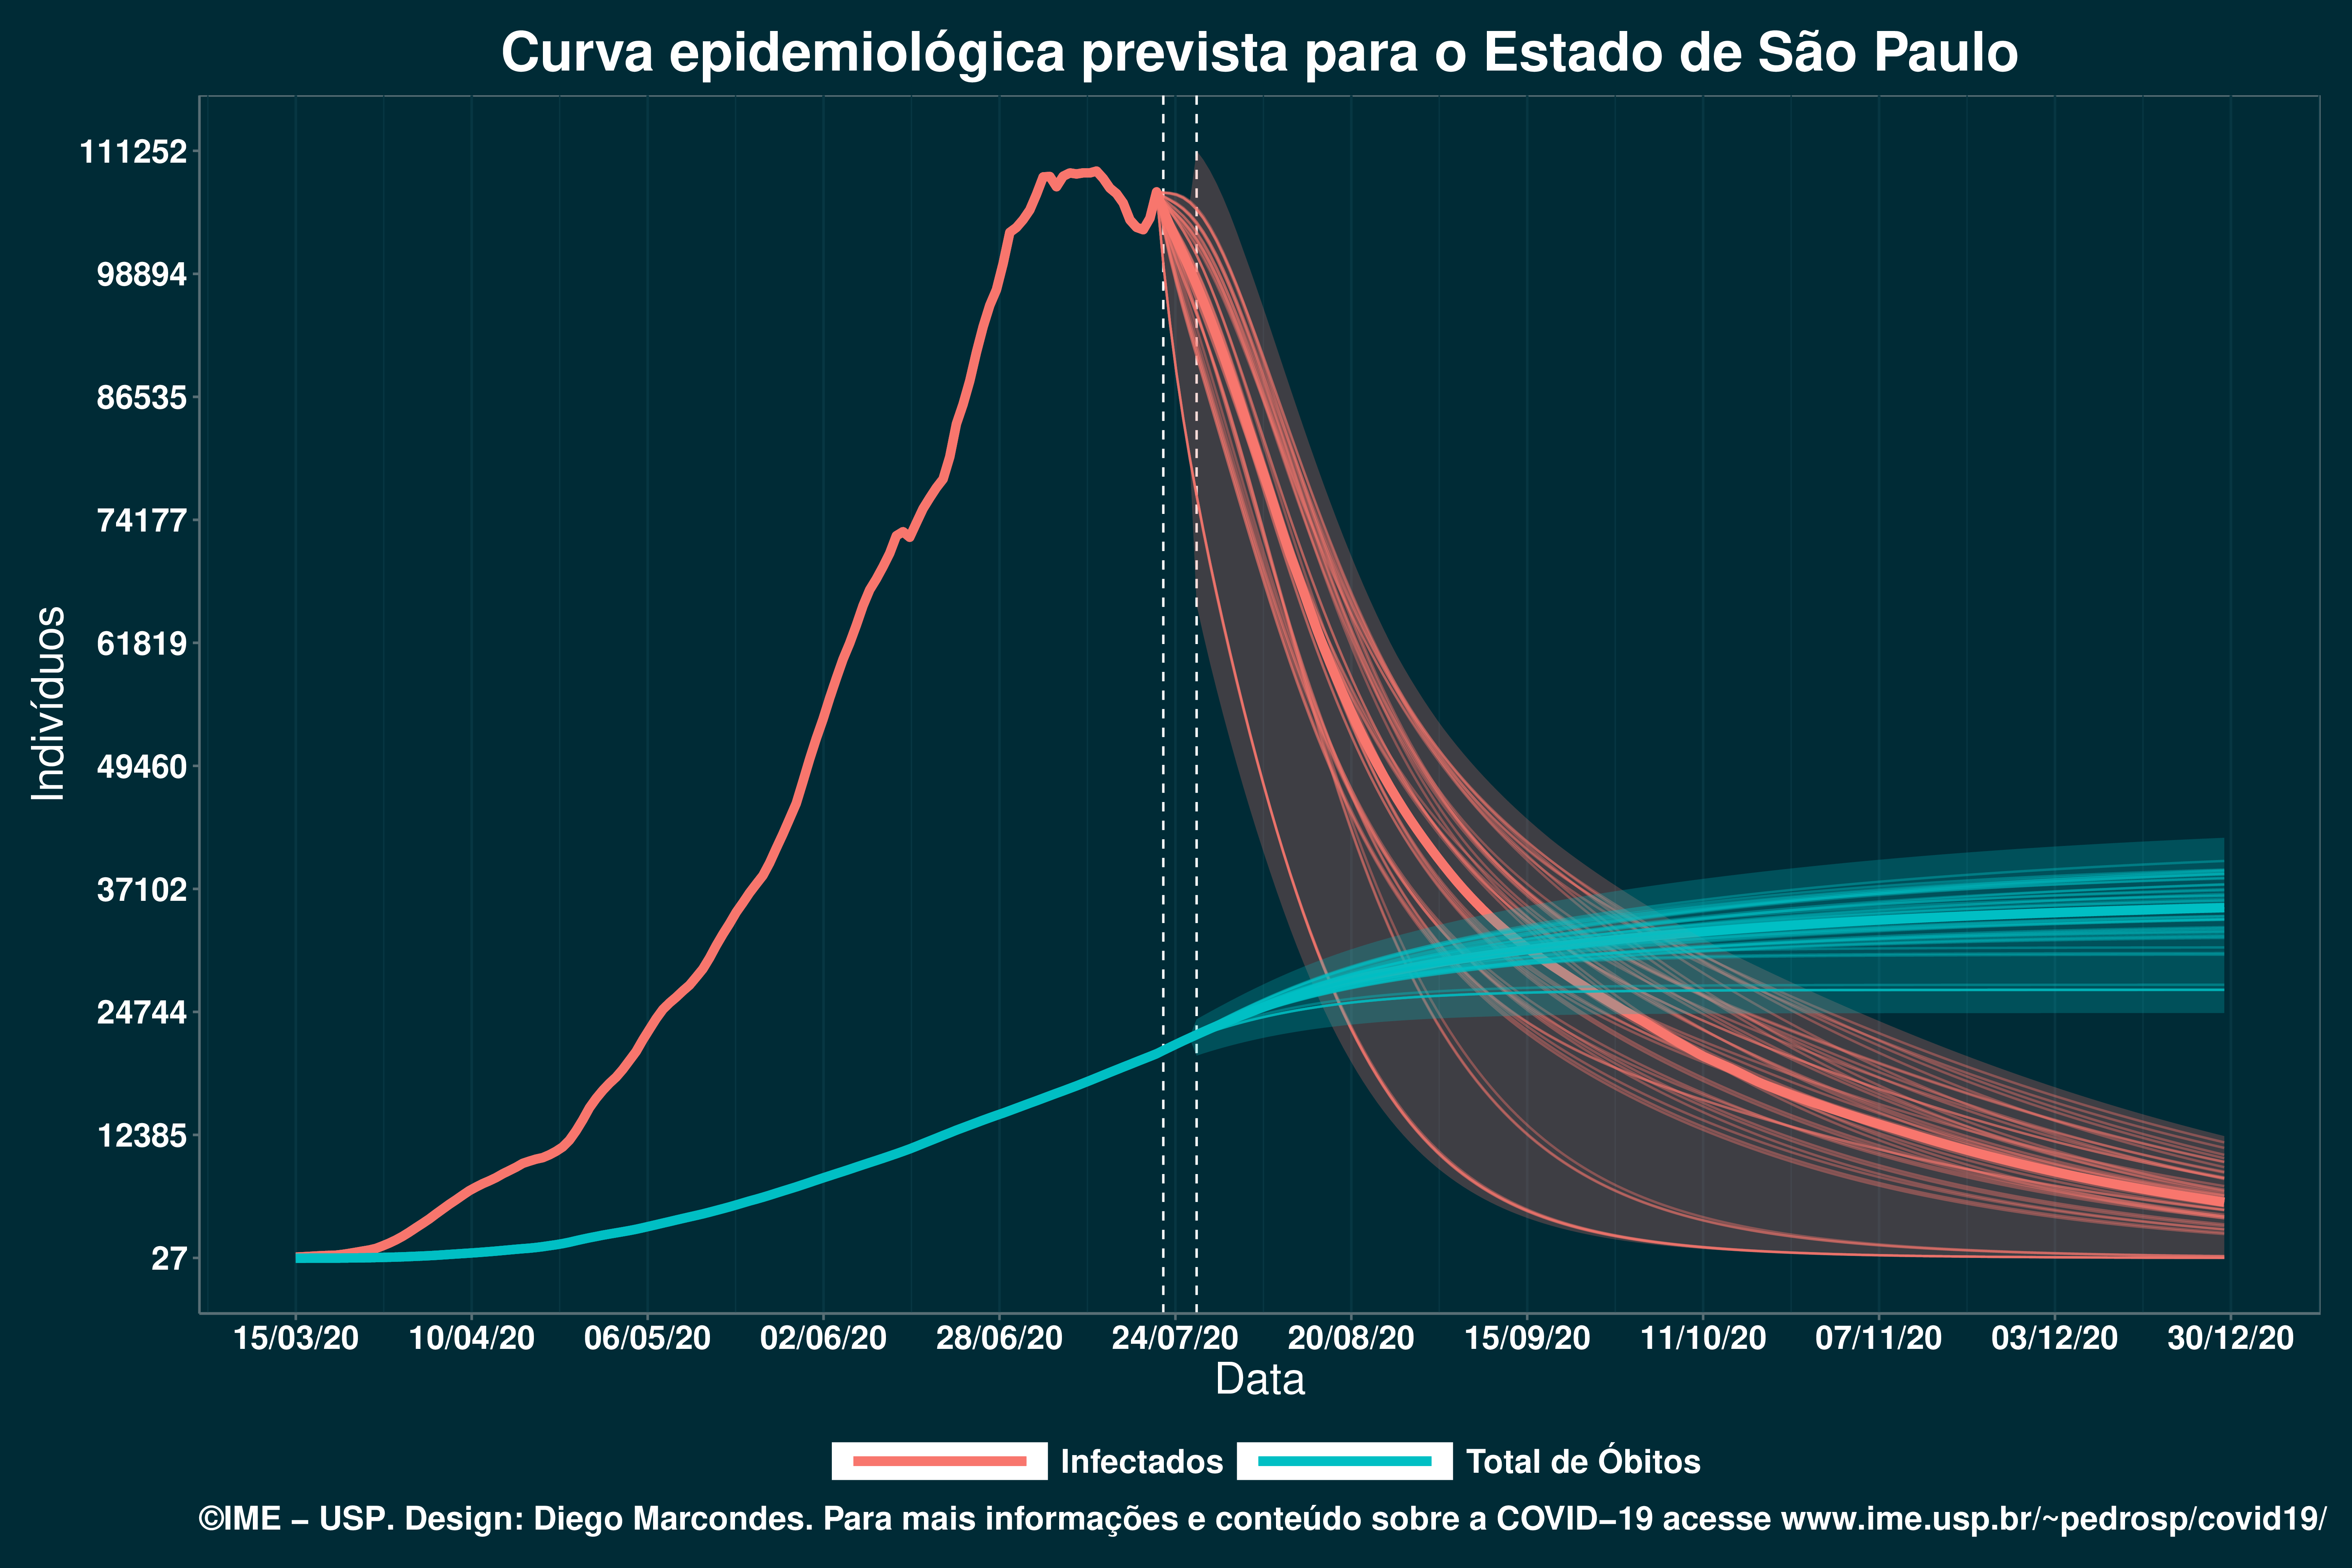 Curva epidemiológica prevista para o Estado de São Paulo
111252
98894
86535
74177
61819
49460
37102
24744
12385
27
Indivíduos
15/03/20 10/04/20 06/05/20 02/06/20 28/06/20 24/07/20 20/08/20 15/09/20 11/10/20 07/11/20 03/12/20 30/12/20
Data
Infectados Total de Óbitos
©IME – USP. Design: Diego Marcondes. Para mais informações e conteúdo sobre a COVID−19 acesse www.ime.usp.br/~pedrosp/covid19/